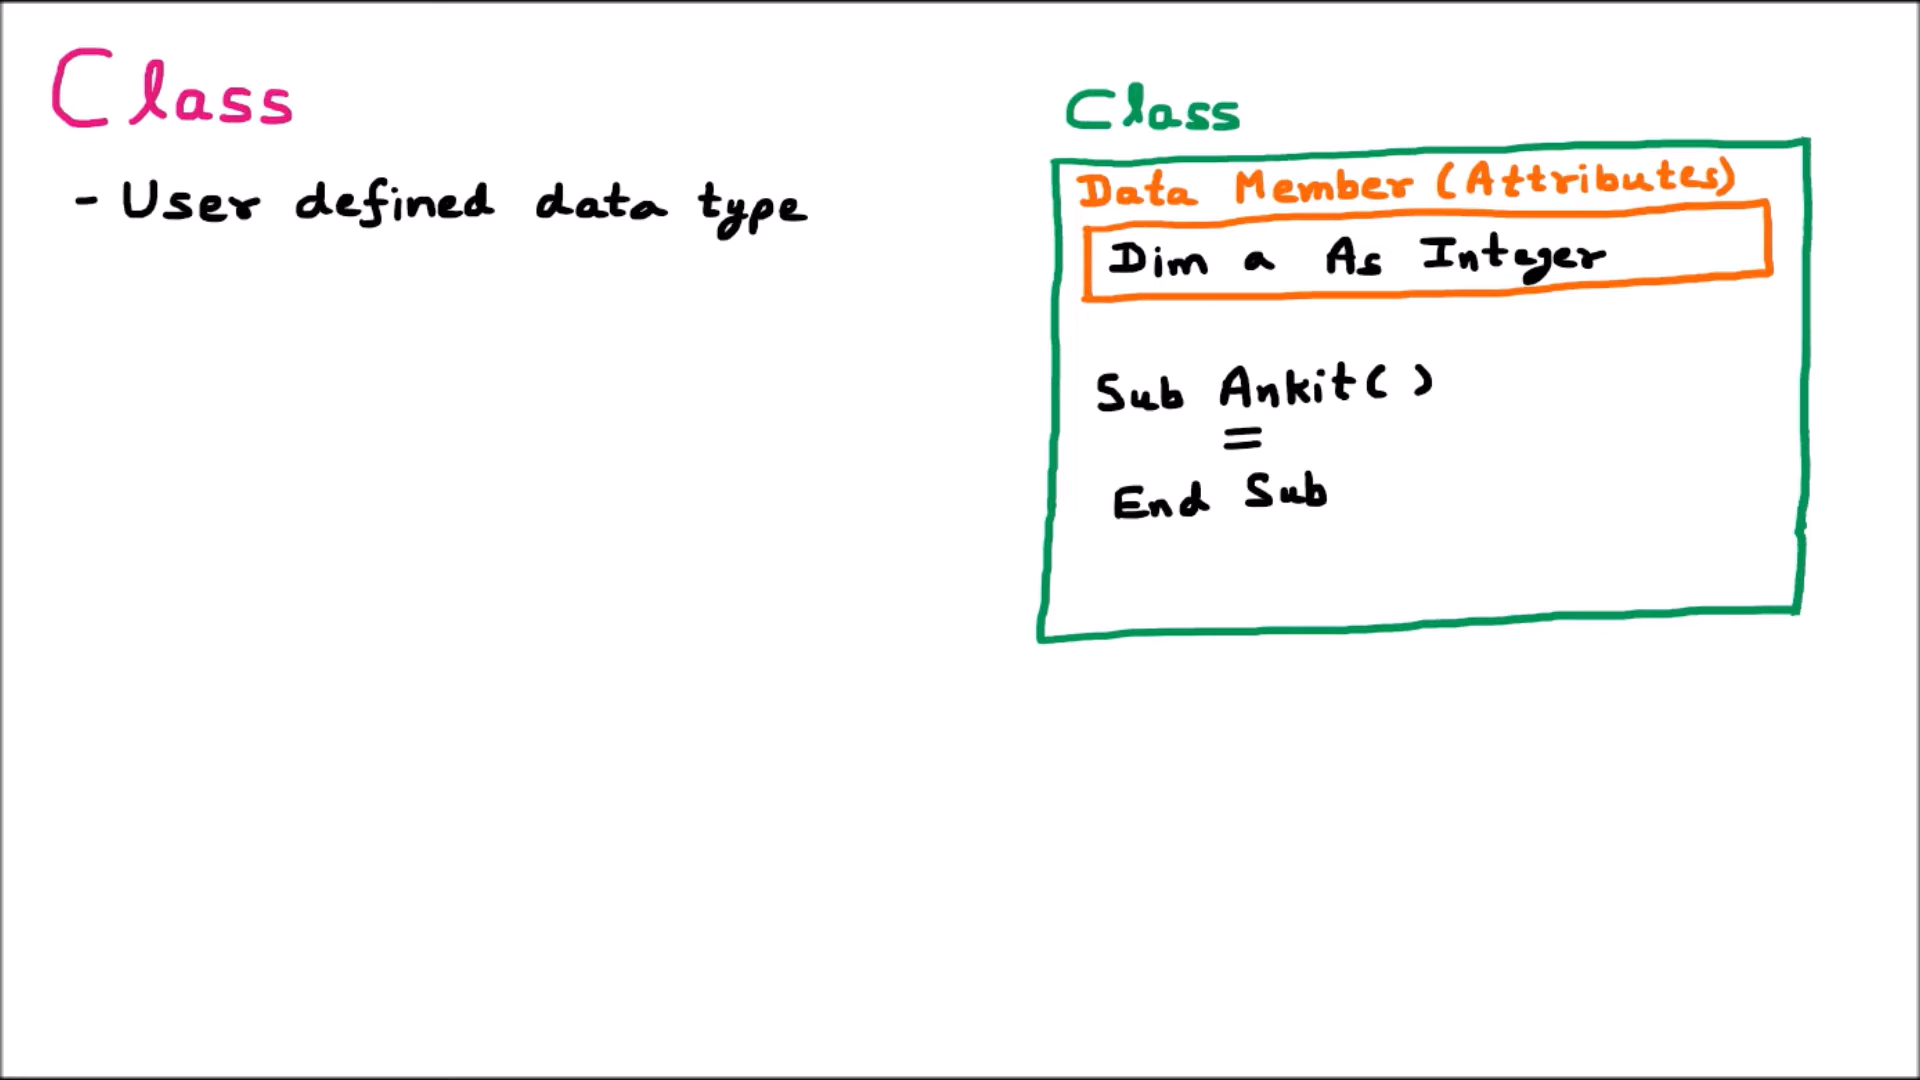 Class
- User defined data type
Class
Data Member (Attributes)
Dim a As Integer
Sub Ankit( )
=
End Sub